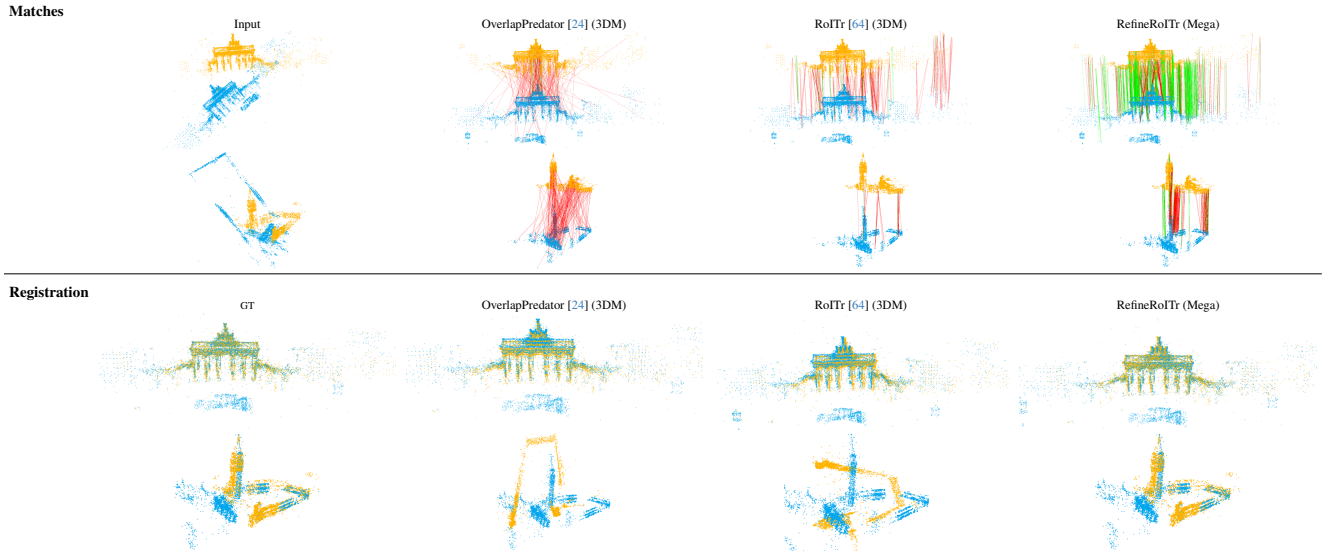 Matches
Input
OverlapPredator [24] (3DM)
RoITr [64] (3DM)
RefineRoITr (Mega)
Registration
GT
OverlapPredator [24] (3DM)
RoITr [64] (3DM)
RefineRoITr (Mega)